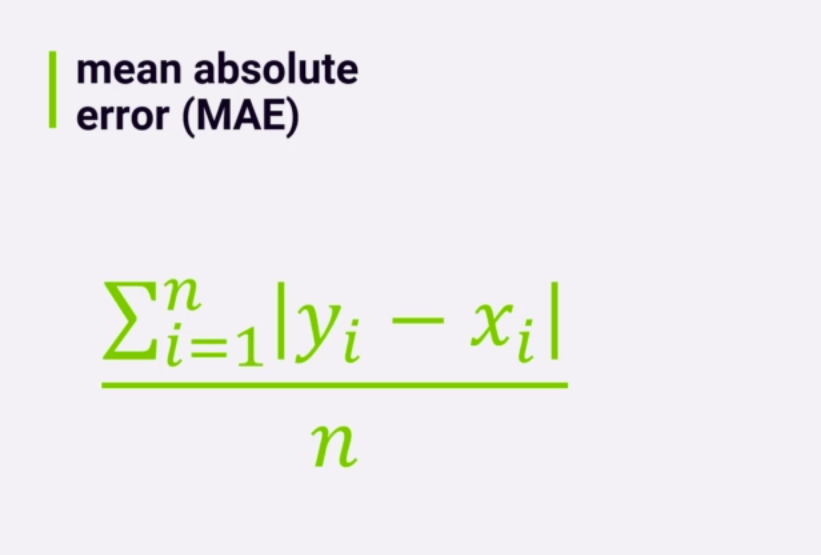 mean absolute
error (MAE)
∑ⁿᵢ₌₁|yᵢ − xᵢ|
n